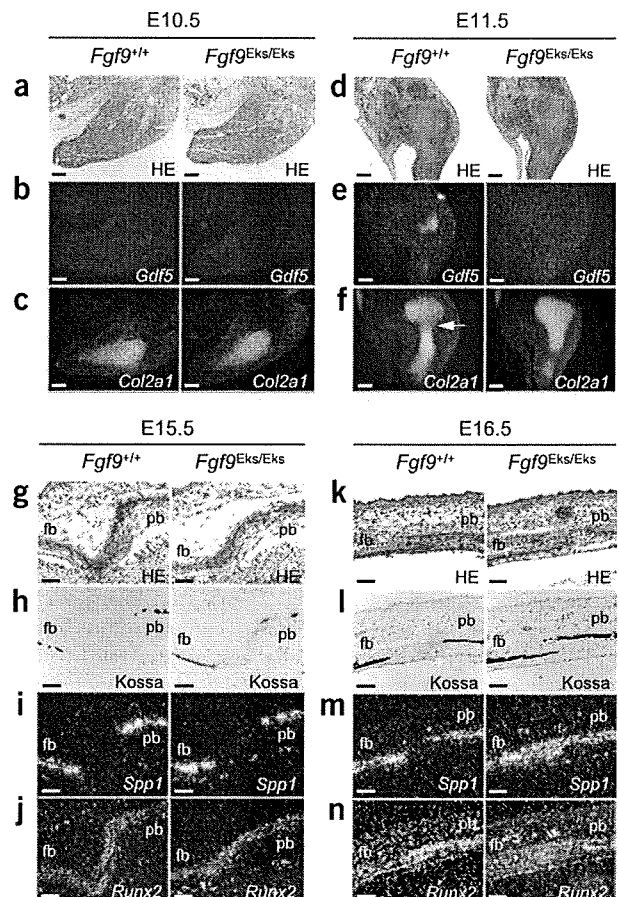 E10.5
Fgf9+/+ Fgf9Eks/Eks
a
HE HE
b
Gdf5 Gdf5
c
Col2a1 Col2a1
E11.5
Fgf9+/+ Fgf9Eks/Eks
d
HE HE
e
Gdf5 Gdf5
f
Col2a1 Col2a1
E15.5
Fgf9+/+ Fgf9Eks/Eks
g
fb pb fb pb
HE HE
h
fb pb fb pb
Kossa Kossa
i
fb pb fb pb
Spp1 Spp1
j
fb pb fb pb
Runx2 Runx2
E16.5
Fgf9+/+ Fgf9Eks/Eks
k
fb pb fb pb
HE HE
l
fb pb fb pb
Kossa Kossa
m
fb pb fb pb
Spp1 Spp1
n
fb pb fb pb
Runx2 Runx2